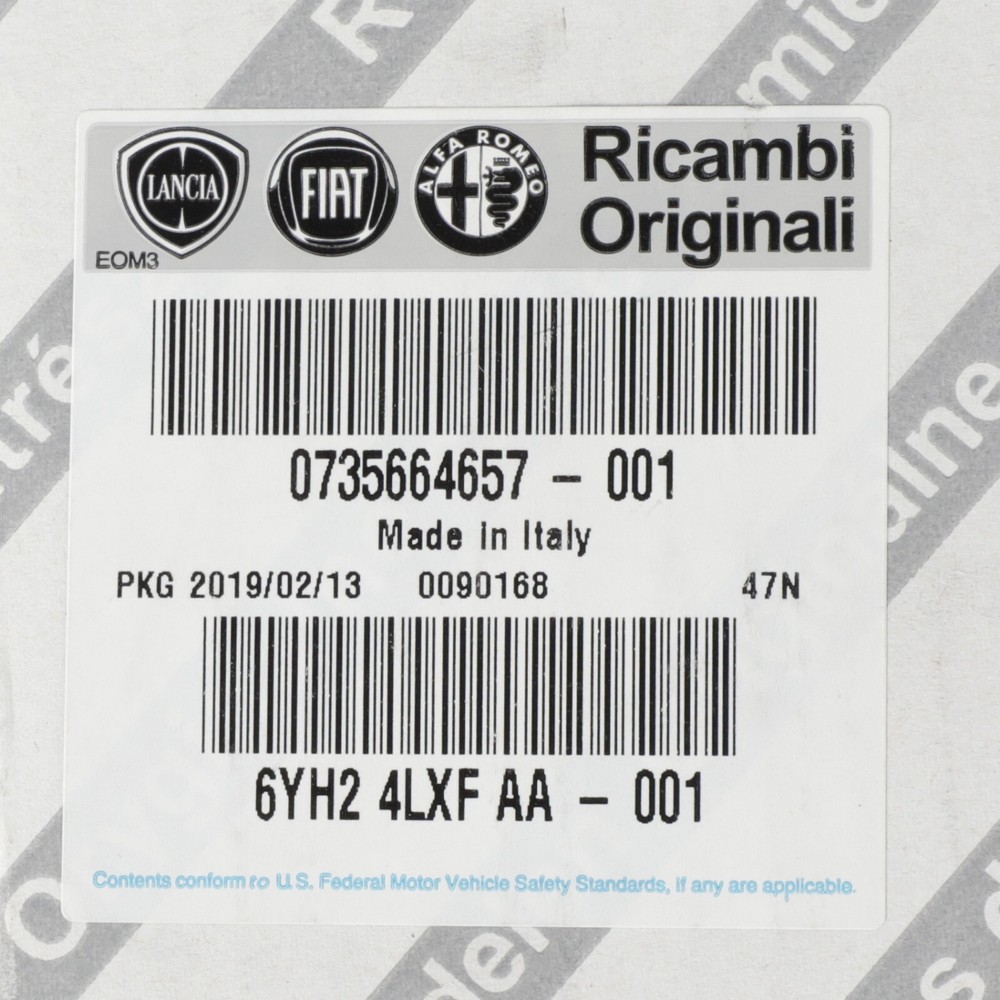 LANCIA
FIAT
ALFA ROMEO
Ricambi
Originali
EOM3
0735664657 - 001
Made in Italy
PKG 2019/02/13 0090168 47N
6YH2 4LXF AA - 001
Contents conform to U.S. Federal Motor Vehicle Safety Standards, if any are applicable.